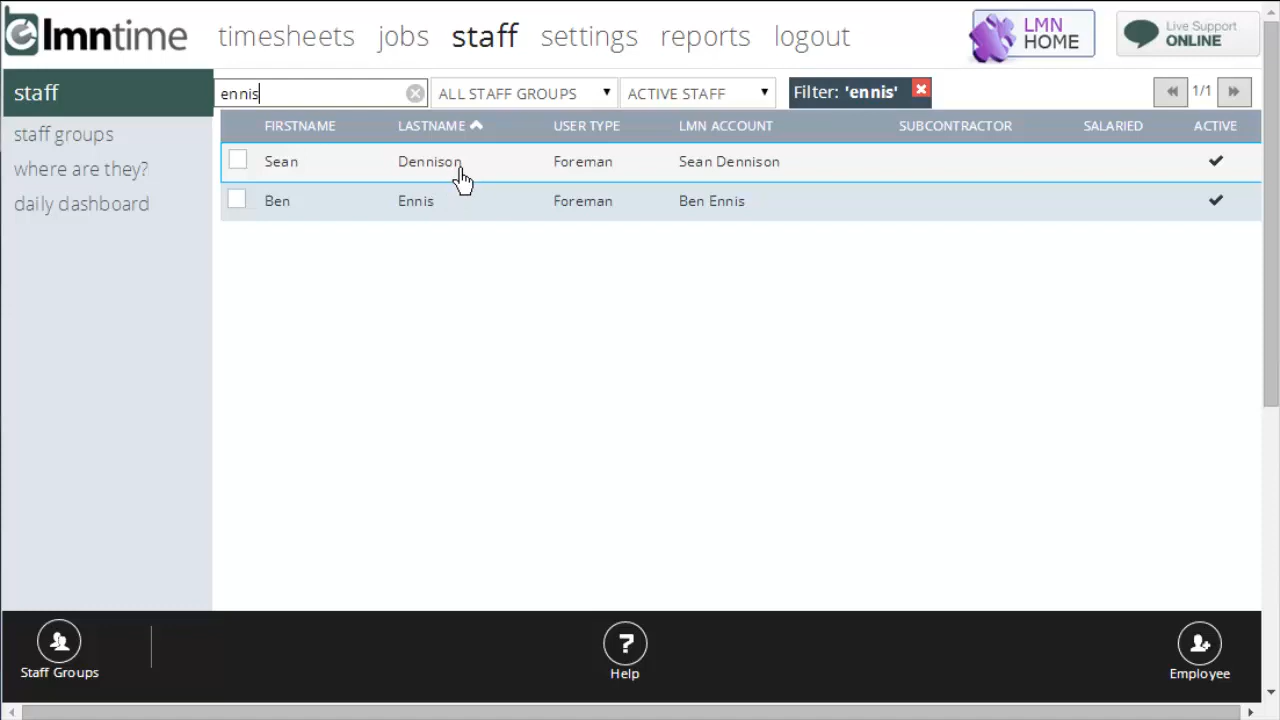 lmntime timesheets jobs staff settings reports logout LMN HOME Live Support ONLINE
staff ennis ALL STAFF GROUPS ACTIVE STAFF Filter: 'ennis' 1/1
FIRSTNAME LASTNAME USER TYPE LMN ACCOUNT SUBCONTRACTOR SALARIED ACTIVE
staff groups
where are they?
daily dashboard
Sean Dennison Foreman Sean Dennison
Ben Ennis Foreman Ben Ennis
Staff Groups
? Help
Employee